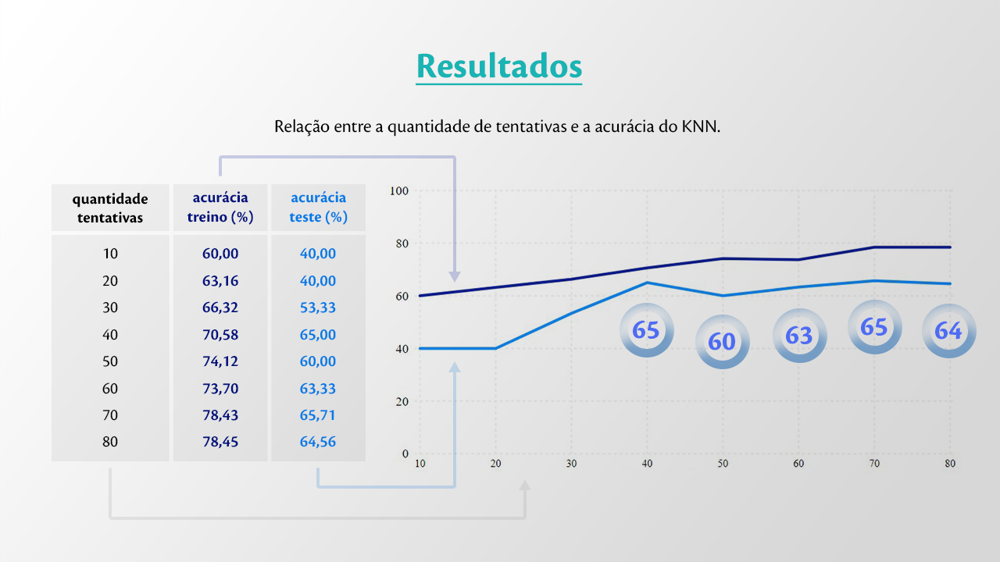 Resultados
Relação entre a quantidade de tentativas e a acurácia do KNN.
quantidade tentativas
acurácia treino (%)
acurácia teste (%)
10 60,00 40,00
20 63,16 40,00
30 66,32 53,33
40 70,58 65,00
50 74,12 60,00
60 73,70 63,33
70 78,43 65,71
80 78,45 64,56
100
80
60
40
20
0
65 60 63 65 64
10 20 30 40 50 60 70 80